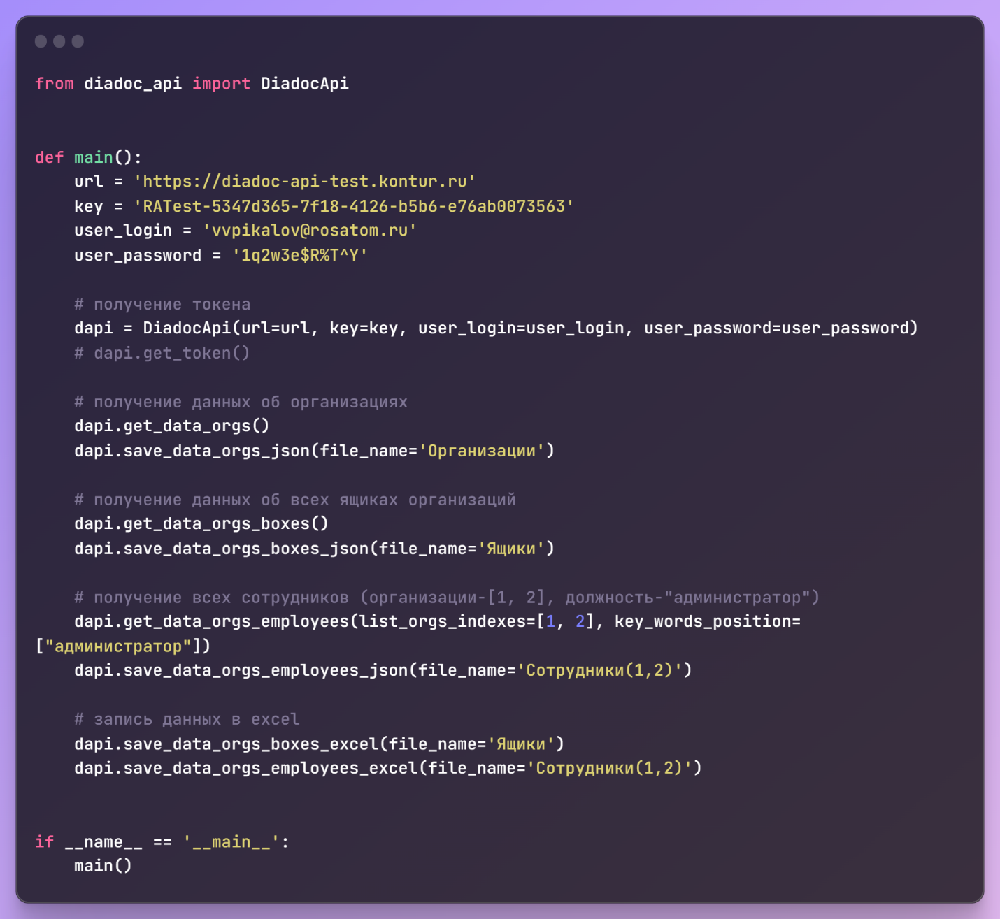 from diadoc_api import DiadocApi
def main():
    url = 'https://diadoc-api-test.kontur.ru'
    key = 'RATest-5347d365-7f18-4126-b5b6-e76ab0073563'
    user_login = 'vvpikalov@rosatom.ru'
    user_password = '1q2w3e$R%T^Y'
    # получение токена
    dapi = DiadocApi(url=url, key=key, user_login=user_login, user_password=user_password)
    # dapi.get_token()
    # получение данных об организациях
    dapi.get_data_orgs()
    dapi.save_data_orgs_json(file_name='Организации')
    # получение данных об всех ящиках организаций
    dapi.get_data_orgs_boxes()
    dapi.save_data_orgs_boxes_json(file_name='Ящики')
    # получение всех сотрудников (организации-[1, 2], должность-"администратор")
    dapi.get_data_orgs_employees(list_orgs_indexes=[1, 2], key_words_position=
["администратор"])
    dapi.save_data_orgs_employees_json(file_name='Сотрудники(1,2)')
    # запись данных в excel
    dapi.save_data_orgs_boxes_excel(file_name='Ящики')
    dapi.save_data_orgs_employees_excel(file_name='Сотрудники(1,2)')
if __name__ == '__main__':
    main()